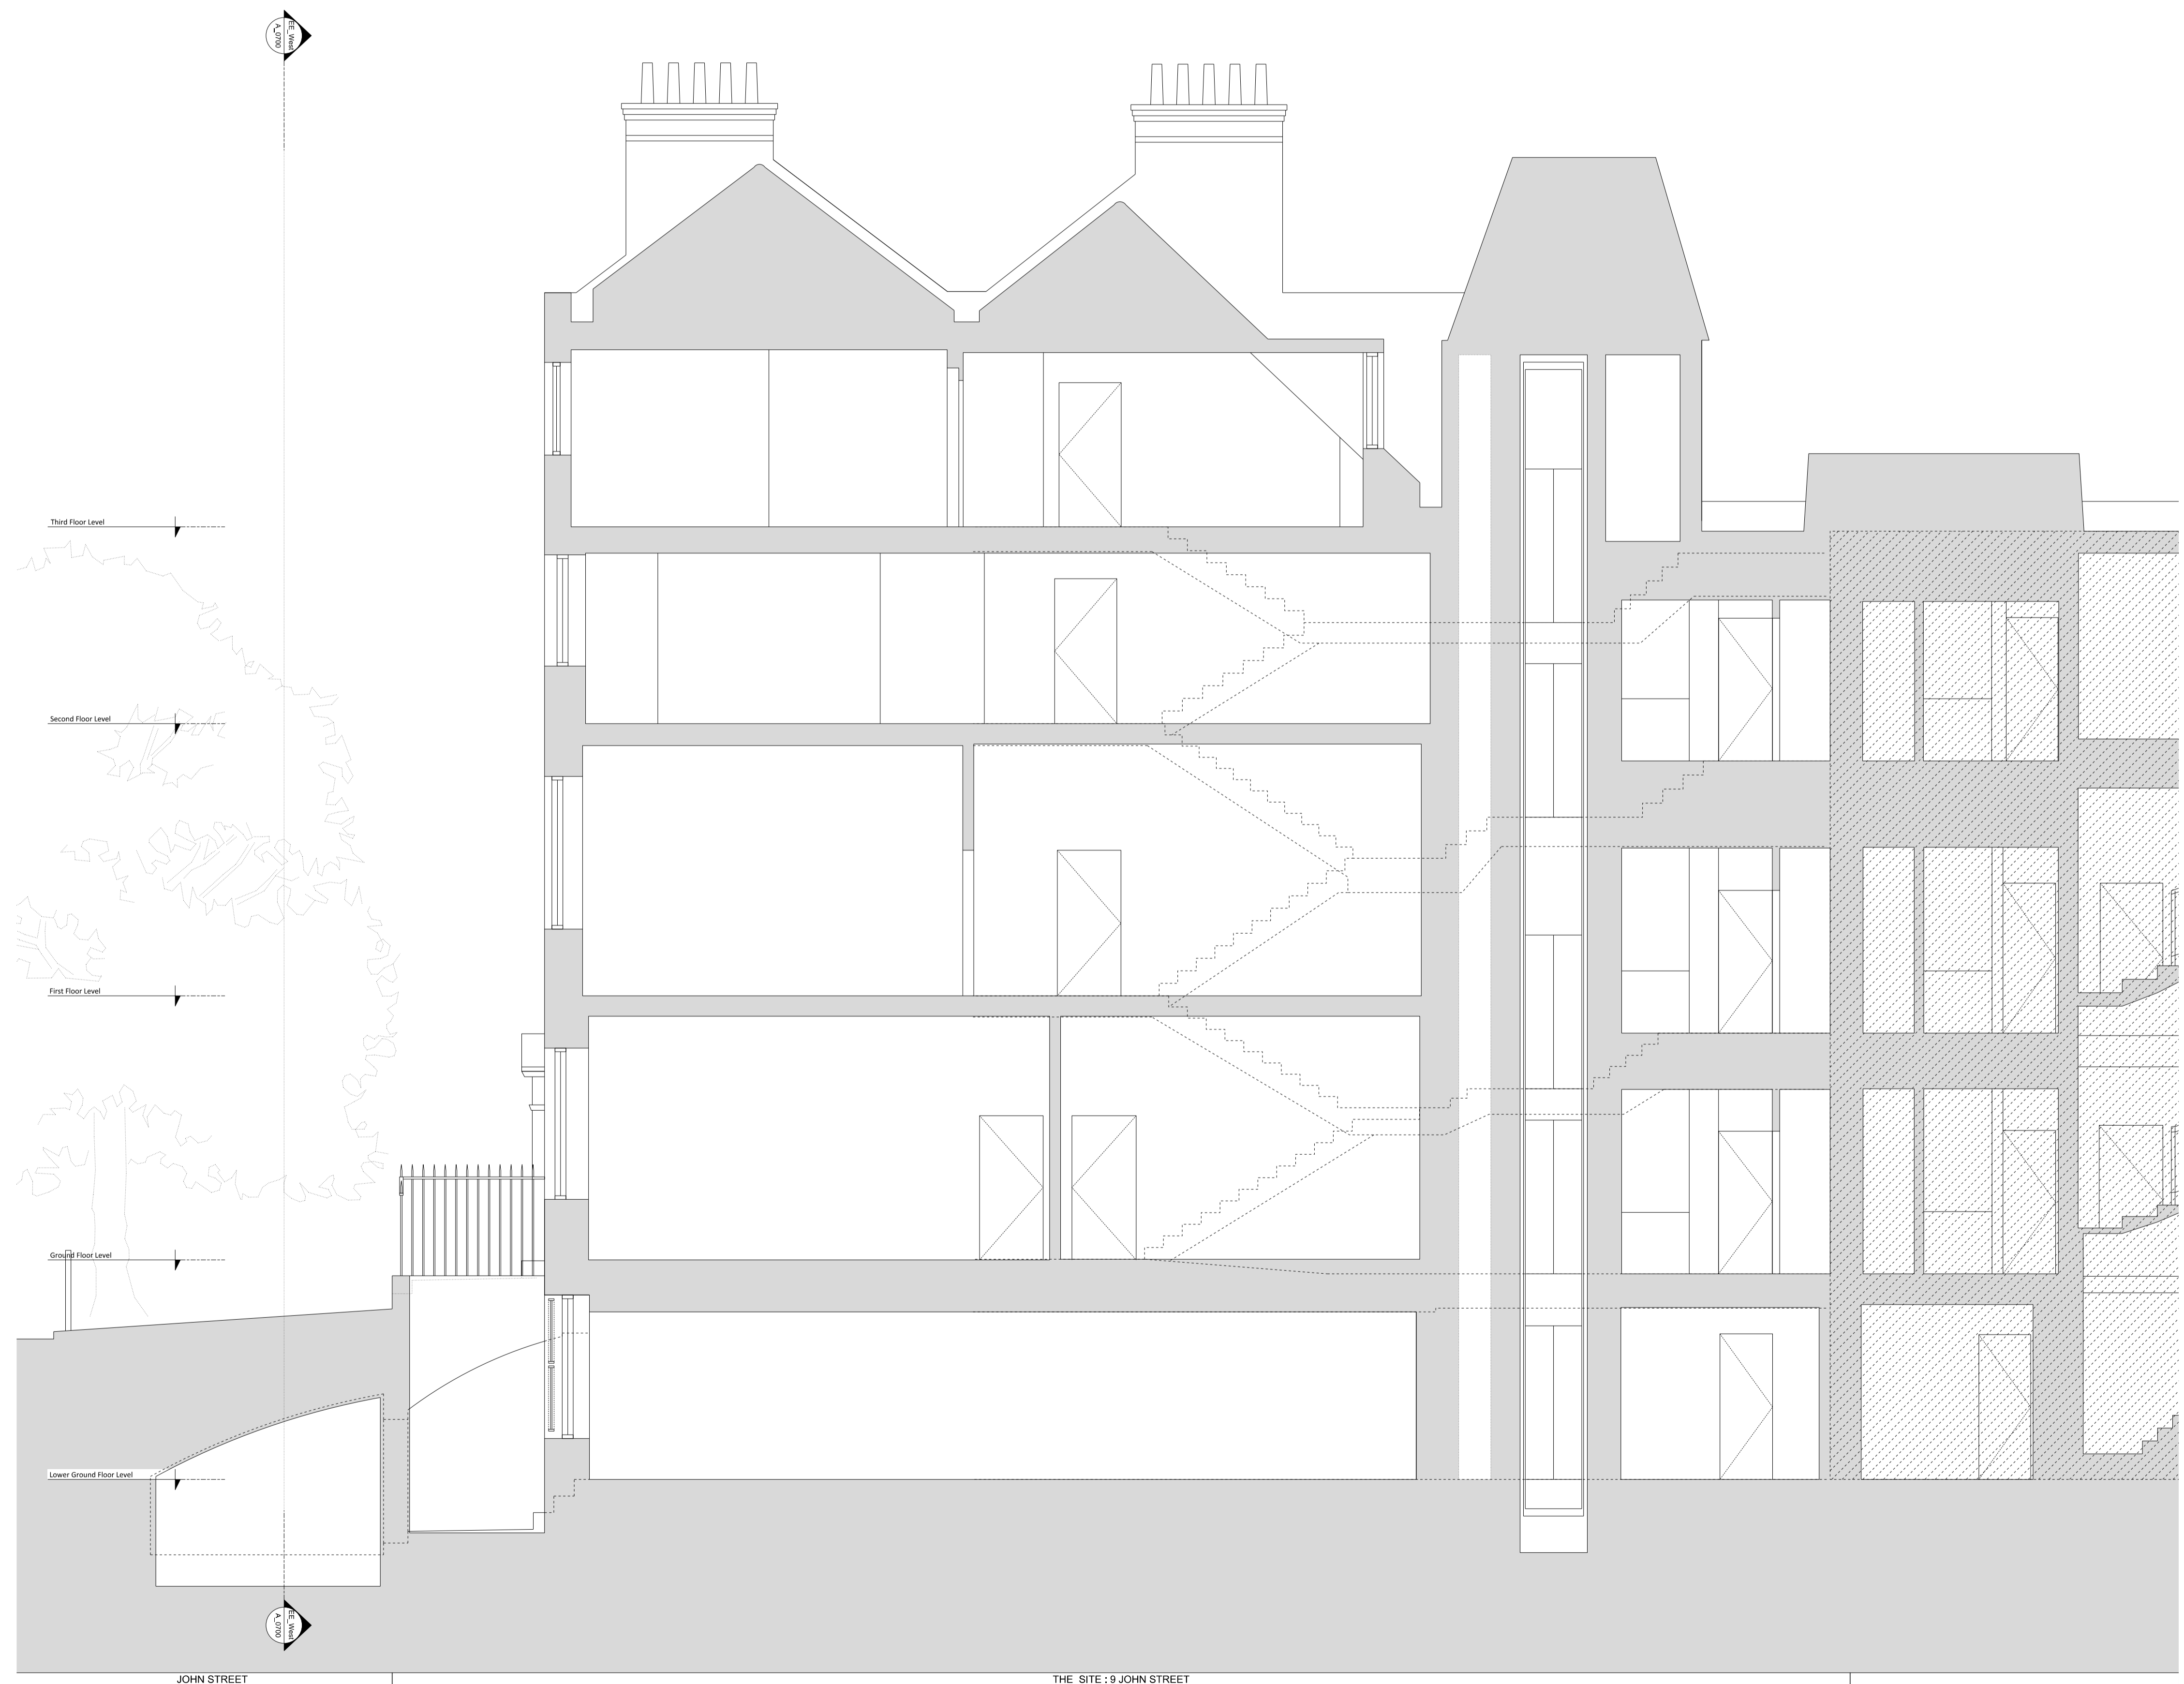 EE_West
A_0700
Third Floor Level
Second Floor Level
First Floor Level
Ground Floor Level
Lower Ground Floor Level
EE_West
A_0700
JOHN STREET
THE SITE : 9 JOHN STREET